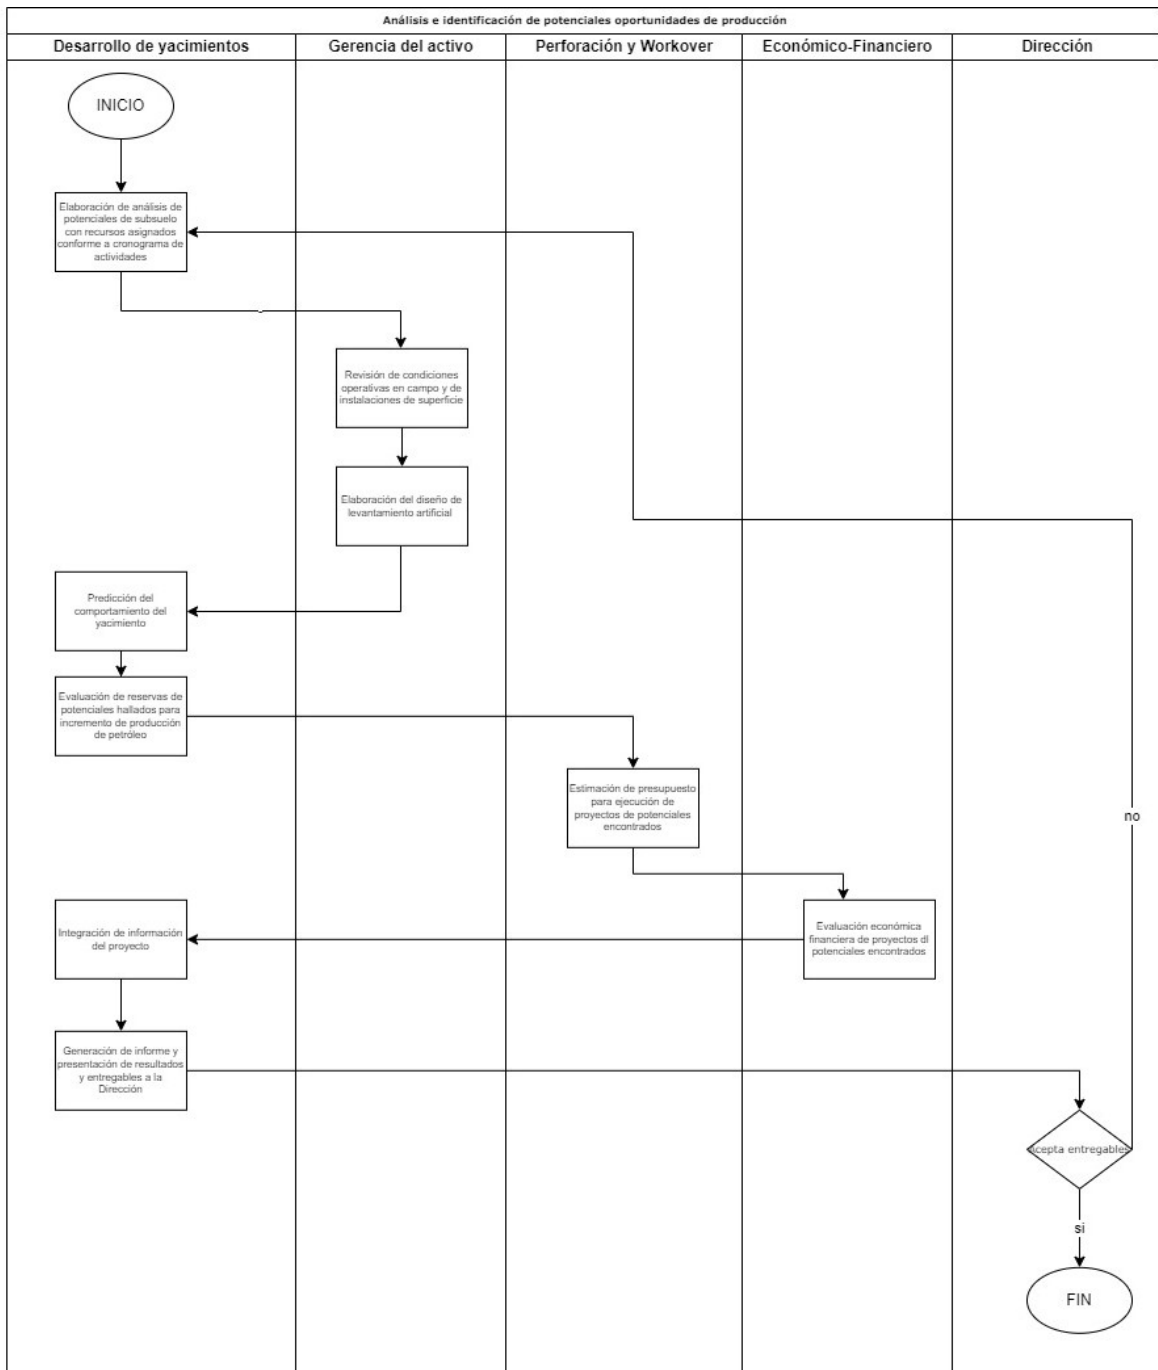 Análisis e identificación de potenciales oportunidades de producción
Desarrollo de yacimientos
Gerencia del activo
Perforación y Workover
Económico-Financiero
Dirección
INICIO
Elaboración de análisis de
potenciales de subsuelo
con recursos asignados
conforme a cronograma de
actividades
Revisión de condiciones
operativas en campo y de
instalaciones de superficie
Elaboración del diseño de
levantamiento artificial
Predicción del
comportamiento del
yacimiento
Evaluación de reservas de
potenciales hallados para
incremento de producción
de petróleo
Estimación de presupuesto
para ejecución de
proyectos de potenciales
encontrados
no
Evaluación económica
financiera de proyectos dl
potenciales encontrados
Integración de información
del proyecto
Generación de informe y
presentación de resultados
y entregables a la
Dirección
Acepta entregables
si
FIN